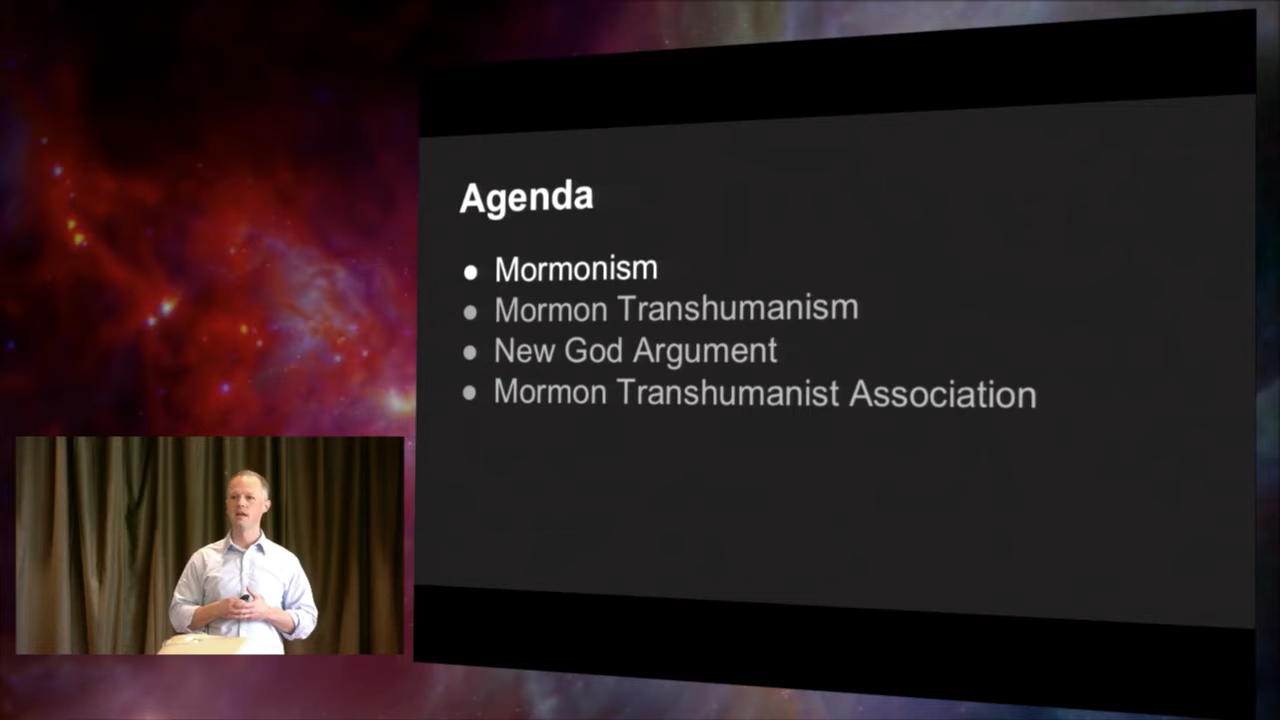 Agenda
● Mormonism
● Mormon Transhumanism
● New God Argument
● Mormon Transhumanist Association